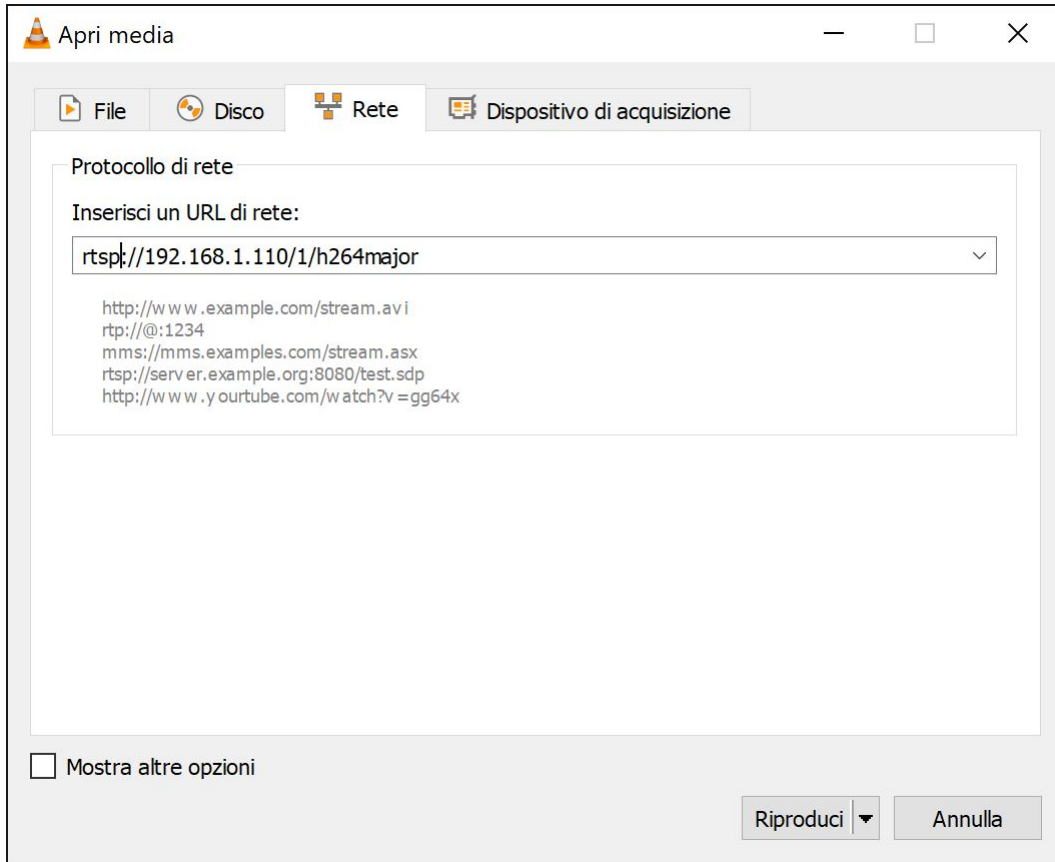 Apri media
File Disco Rete Dispositivo di acquisizione
Protocollo di rete
Inserisci un URL di rete:
rtsp://192.168.1.110/1/h264major
http://www.example.com/stream.avi
rtp://@:1234
mms://mms.examples.com/stream.asx
rtsp://server.example.org:8080/test.sdp
http://www.yourtube.com/watch?v=gg64x
Mostra altre opzioni
Riproduci Annulla